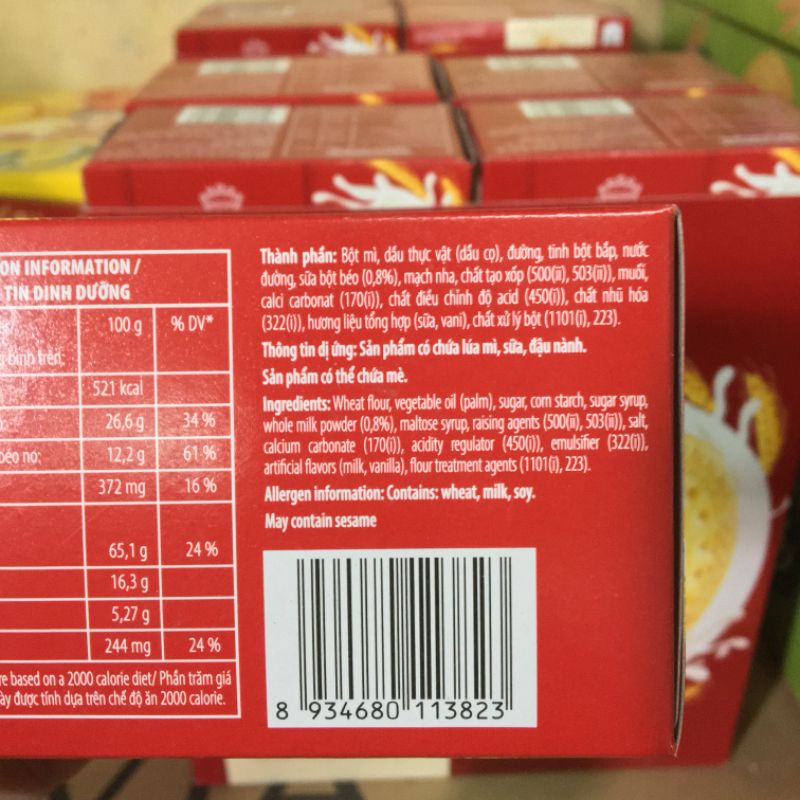 ON INFORMATION /
TIN DINH DƯỠNG
100 g % DV*
521 kcal
26,6 g 34 %
béo no: 12,2 g 61 %
372 mg 16 %
65,1 g 24 %
16,3 g
5,27 g
244 mg 24 %
re based on a 2000 calorie diet/ Phần trăm giá
ày được tính dựa trên chế độ ăn 2000 calorie.
Thành phần: Bột mì, dầu thực vật (dầu cọ), đường, tinh bột bắp, nước
đường, sữa bột béo (0,8%), mạch nha, chất tạo xốp (500(ii), 503(ii)), muối,
calci carbonat (170(i)), chất điều chỉnh độ acid (450(i)), chất nhũ hóa
(322(i)), hương liệu tổng hợp (sữa, vani), chất xử lý bột (1101(i), 223).
Thông tin dị ứng: Sản phẩm có chứa lúa mì, sữa, đậu nành.
Sản phẩm có thể chứa mè.
Ingredients: Wheat flour, vegetable oil (palm), sugar, corn starch, sugar syrup,
whole milk powder (0,8%), maltose syrup, raising agents (500(ii), 503(ii)), salt,
calcium carbonate (170(i)), acidity regulator (450(i)), emulsifier (322(i)),
artificial flavors (milk, vanilla), flour treatment agents (1101(i), 223).
Allergen information: Contains: wheat, milk, soy.
May contain sesame
8 934680 113823